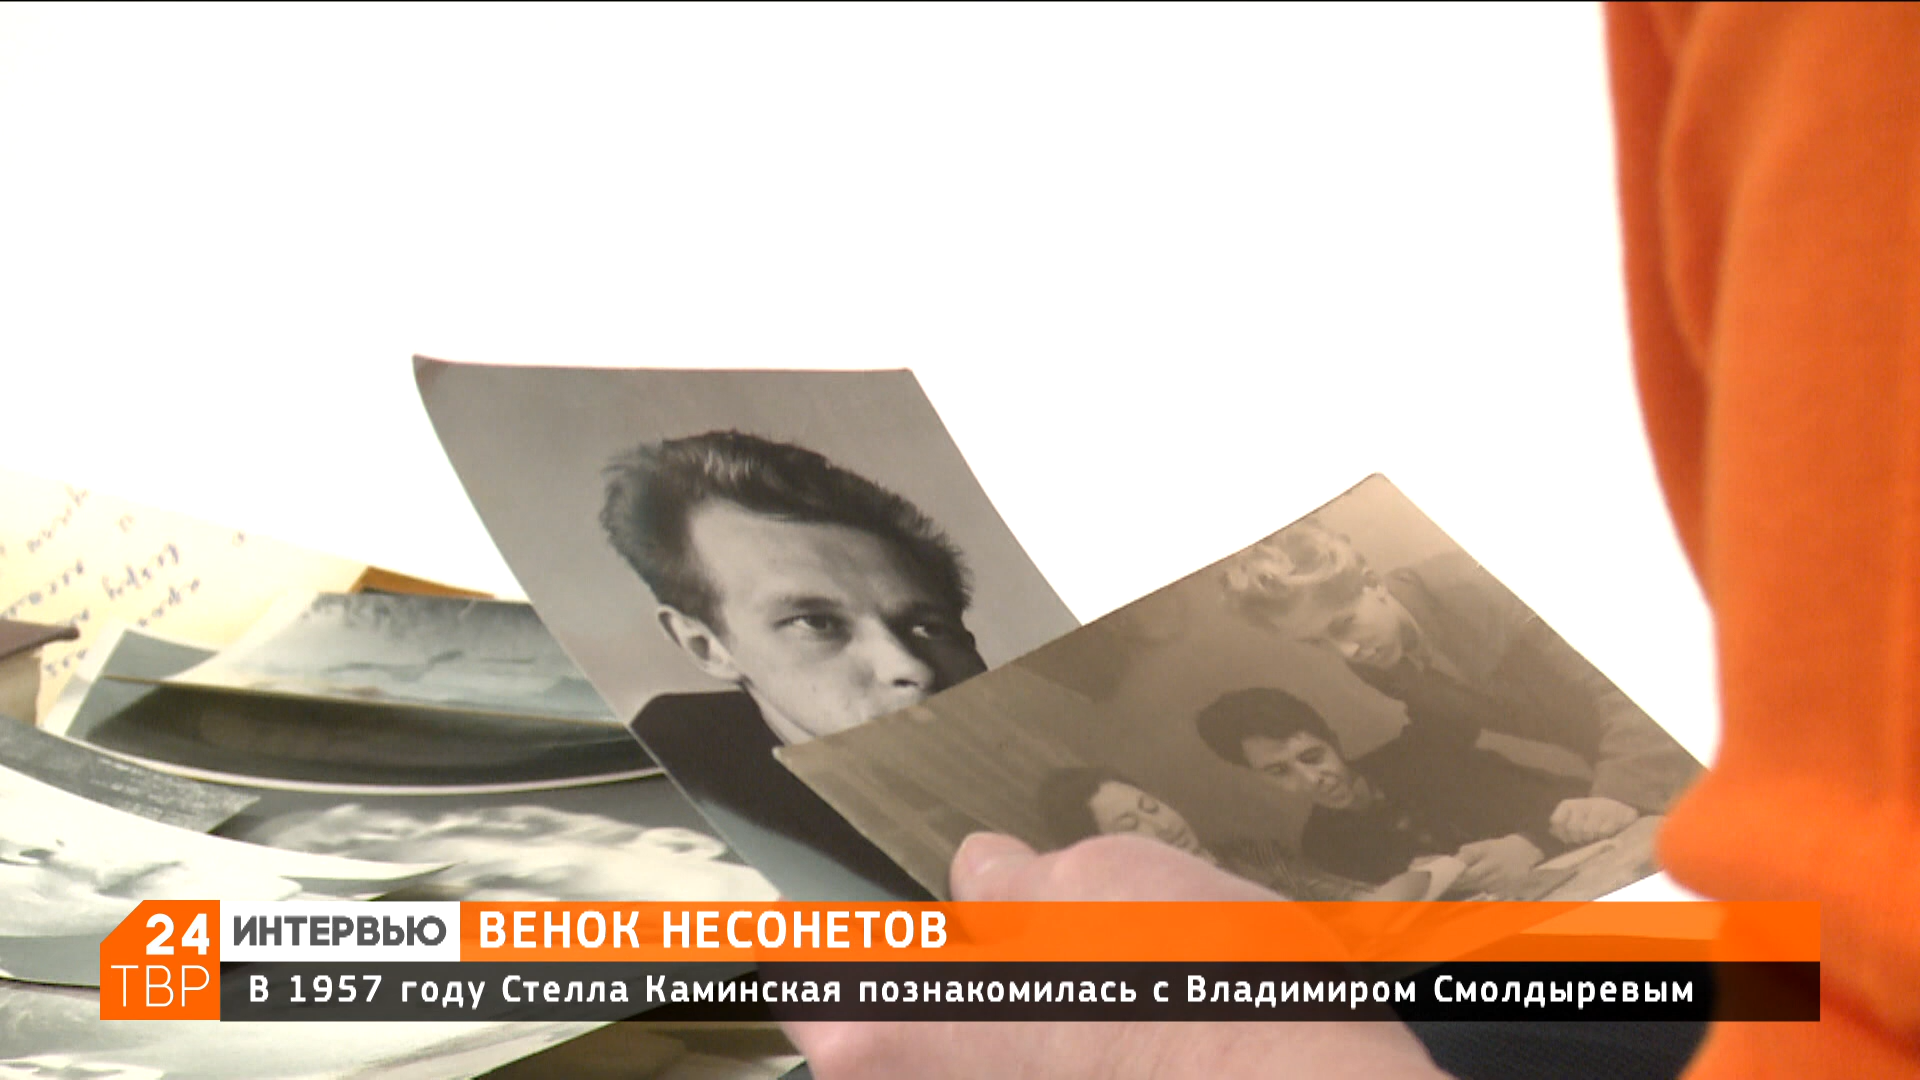 24 ИНТЕРВЬЮ ВЕНОК НЕСОНЕТОВ
ТВР В 1957 году Стелла Каминская познакомилась с Владимиром Смолдыревым